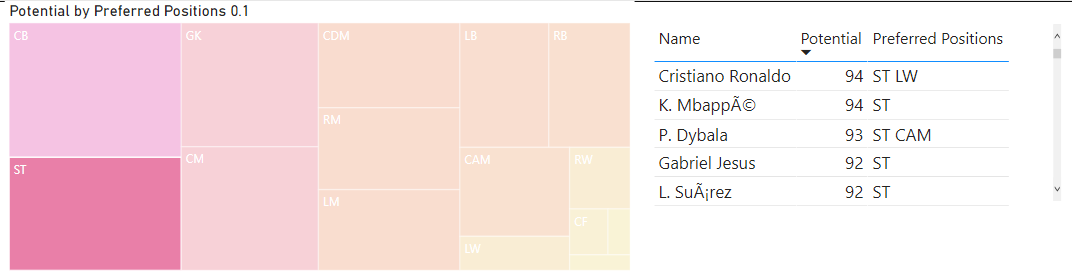 Potential by Preferred Positions 0.1
CB
GK
CDM
LB
RB
RM
ST
CM
CAM
RW
LM
CF
LW
Name Potential Preferred Positions
Cristiano Ronaldo 94 ST LW
K. MbappÃ© 94 ST
P. Dybala 93 ST CAM
Gabriel Jesus 92 ST
L. SuÃ¡rez 92 ST